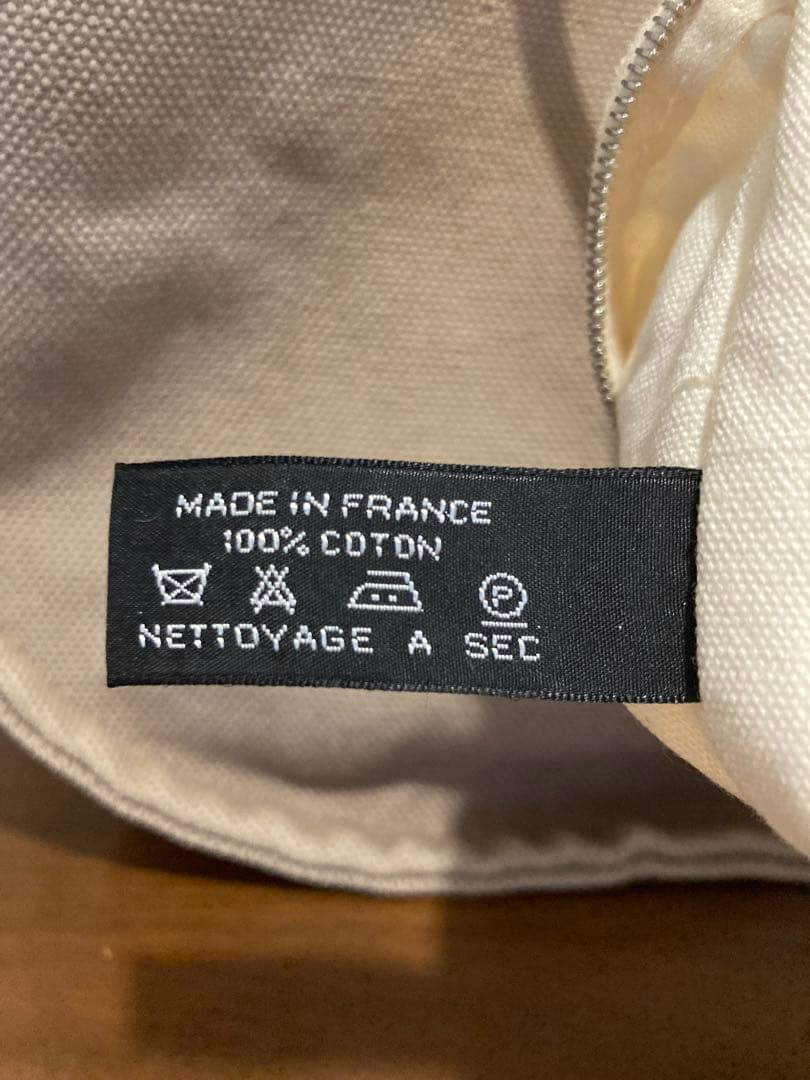 MADE IN FRANCE
100% COTON
P
NETTOYAGE A SEC